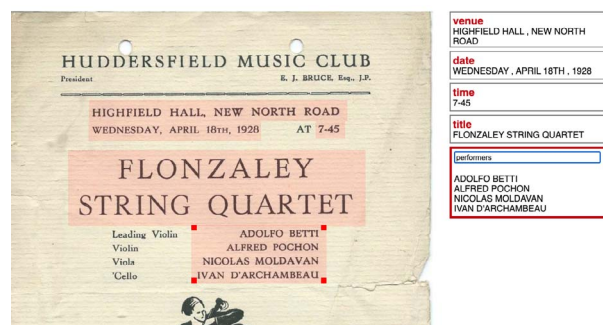 HUDDERSFIELD MUSIC CLUB
President E. J. BRUCE, Esq., J.P.
HIGHFIELD HALL, NEW NORTH ROAD
WEDNESDAY, APRIL 18TH, 1928 AT 7-45
FLONZALEY
STRING QUARTET
Leading Violin ADOLFO BETTI
Violin ALFRED POCHON
Viola NICOLAS MOLDAVAN
'Cello IVAN D'ARCHAMBEAU
venue
HIGHFIELD HALL , NEW NORTH
ROAD
date
WEDNESDAY , APRIL 18TH , 1928
time
7-45
title
FLONZALEY STRING QUARTET
performers
ADOLFO BETTI
ALFRED POCHON
NICOLAS MOLDAVAN
IVAN D'ARCHAMBEAU